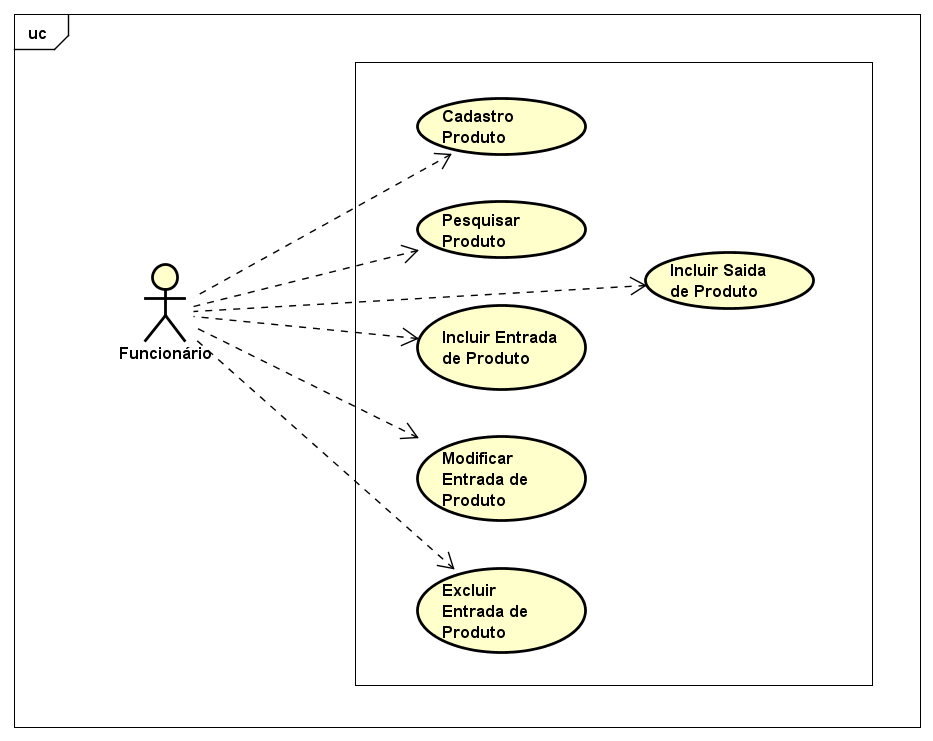 uc
Cadastro
Produto
Pesquisar
Produto
Incluir Saida
de Produto
Incluir Entrada
de Produto
Funcionário
Modificar
Entrada de
Produto
Excluir
Entrada de
Produto